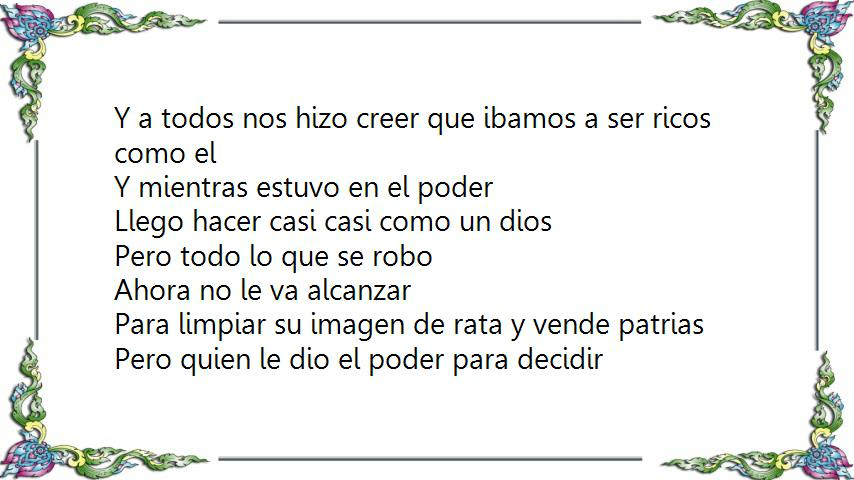 Y a todos nos hizo creer que ibamos a ser ricos
como el
Y mientras estuvo en el poder
Llego hacer casi casi como un dios
Pero todo lo que se robo
Ahora no le va alcanzar
Para limpiar su imagen de rata y vende patrias
Pero quien le dio el poder para decidir